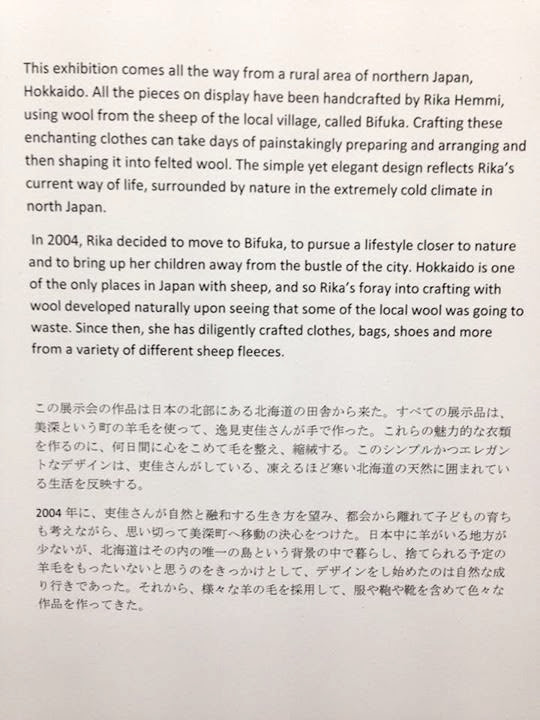 This exhibition comes all the way from a rural area of northern Japan,
Hokkaido. All the pieces on display have been handcrafted by Rika Hemmi,
using wool from the sheep of the local village, called Bifuka. Crafting these
enchanting clothes can take days of painstakingly preparing and arranging and
then shaping it into felted wool. The simple yet elegant design reflects Rika's
current way of life, surrounded by nature in the extremely cold climate in
north Japan.
In 2004, Rika decided to move to Bifuka, to pursue a lifestyle closer to nature
and to bring up her children away from the bustle of the city. Hokkaido is one
of the only places in Japan with sheep, and so Rika's foray into crafting with
wool developed naturally upon seeing that some of the local wool was going to
waste. Since then, she has diligently crafted clothes, bags, shoes and more
from a variety of different sheep fleeces.
この展示会の作品は日本の北部にある北海道の田舎から来た。すべての展示品は、
美深という町の羊毛を使って、逸見吏佳さんが手で作った。これらの魅力的な衣類
を作るのに、何日間に心をこめて毛を整え、縮絨する。このシンプルかつエレガン
トなデザインは、吏佳さんがしている、凍えるほど寒い北海道の天然に囲まれてい
る生活を反映する。
2004 年に、吏佳さんが自然と融和する生き方を望み、都会から離れて子どもの育ち
も考えながら、思い切って美深町へ移動の決心をつけた。日本中に羊がいる地方が
少ないが、北海道はその内の唯一の島という背景の中で暮らし、捨てられる予定の
羊毛をもったいないと思うのをきっかけとして、デザインをし始めたのは自然な成
り行きであった。それから、様々な羊の毛を採用して、服や鞄や靴を含めて色々な
作品を作ってきた。